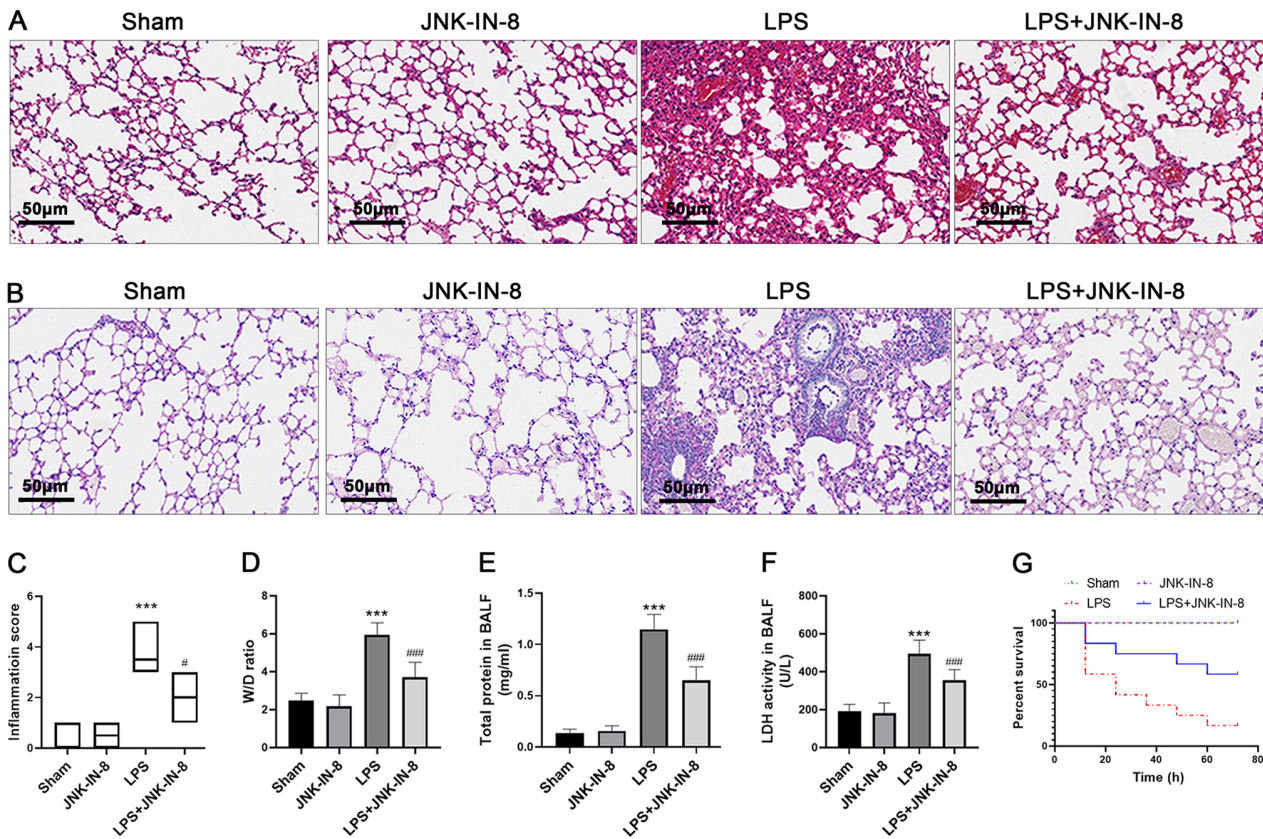 A
Sham
JNK-IN-8
LPS
LPS+JNK-IN-8
50μm
50μm
50μm
50μm
B
Sham
JNK-IN-8
LPS
LPS+JNK-IN-8
50μm
50μm
50μm
50μm
C
Inflammatioin score
6
4
2
0
***
#
Sham
JNK-IN-8
LPS
LPS+JNK-IN-8
D
W/D ratio
8
6
4
2
0
***
###
Sham
JNK-IN-8
LPS
LPS+JNK-IN-8
E
Total protein in BALF
(mg/ml)
1.5
1.0
0.5
0.0
***
###
Sham
JNK-IN-8
LPS
LPS+JNK-IN-8
F
LDH activity in BALF
(U/L)
800
600
400
200
0
***
###
Sham
JNK-IN-8
LPS
LPS+JNK-IN-8
G
Sham
JNK-IN-8
LPS
LPS+JNK-IN-8
Percent survival
100
50
0
0
20
40
60
80
Time (h)